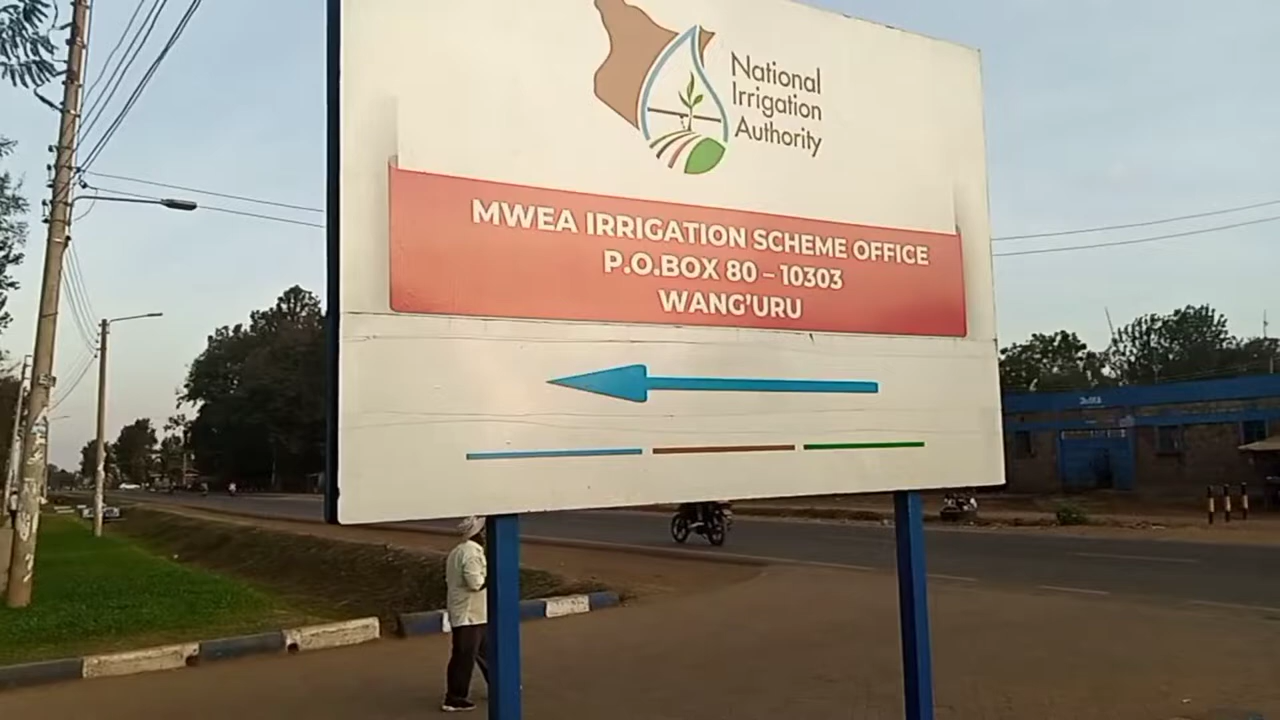 National
Irrigation
Authority
MWEA IRRIGATION SCHEME OFFICE
P.O.BOX 80 – 10303
WANG'URU